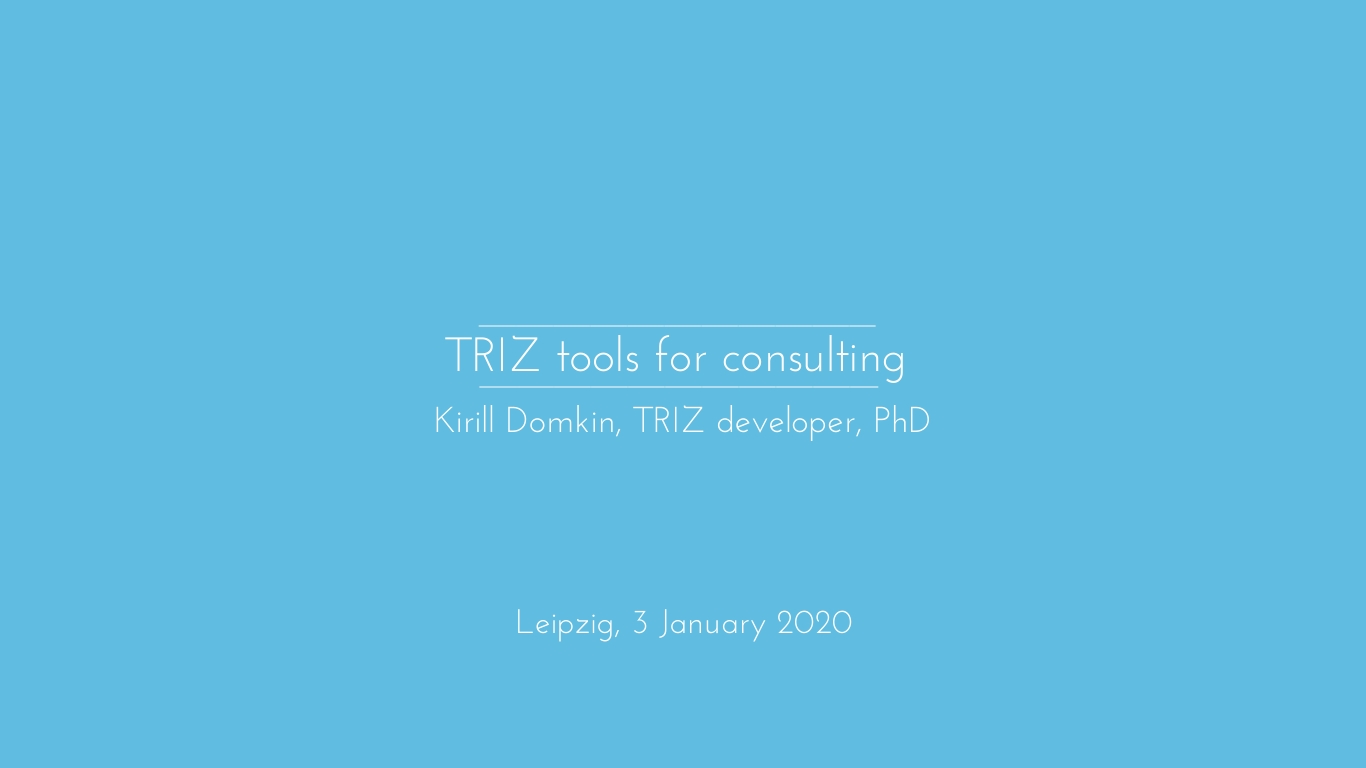 TRIZ tools for consulting
Kirill Domkin, TRIZ developer, PhD
Leipzig, 3 January 2020